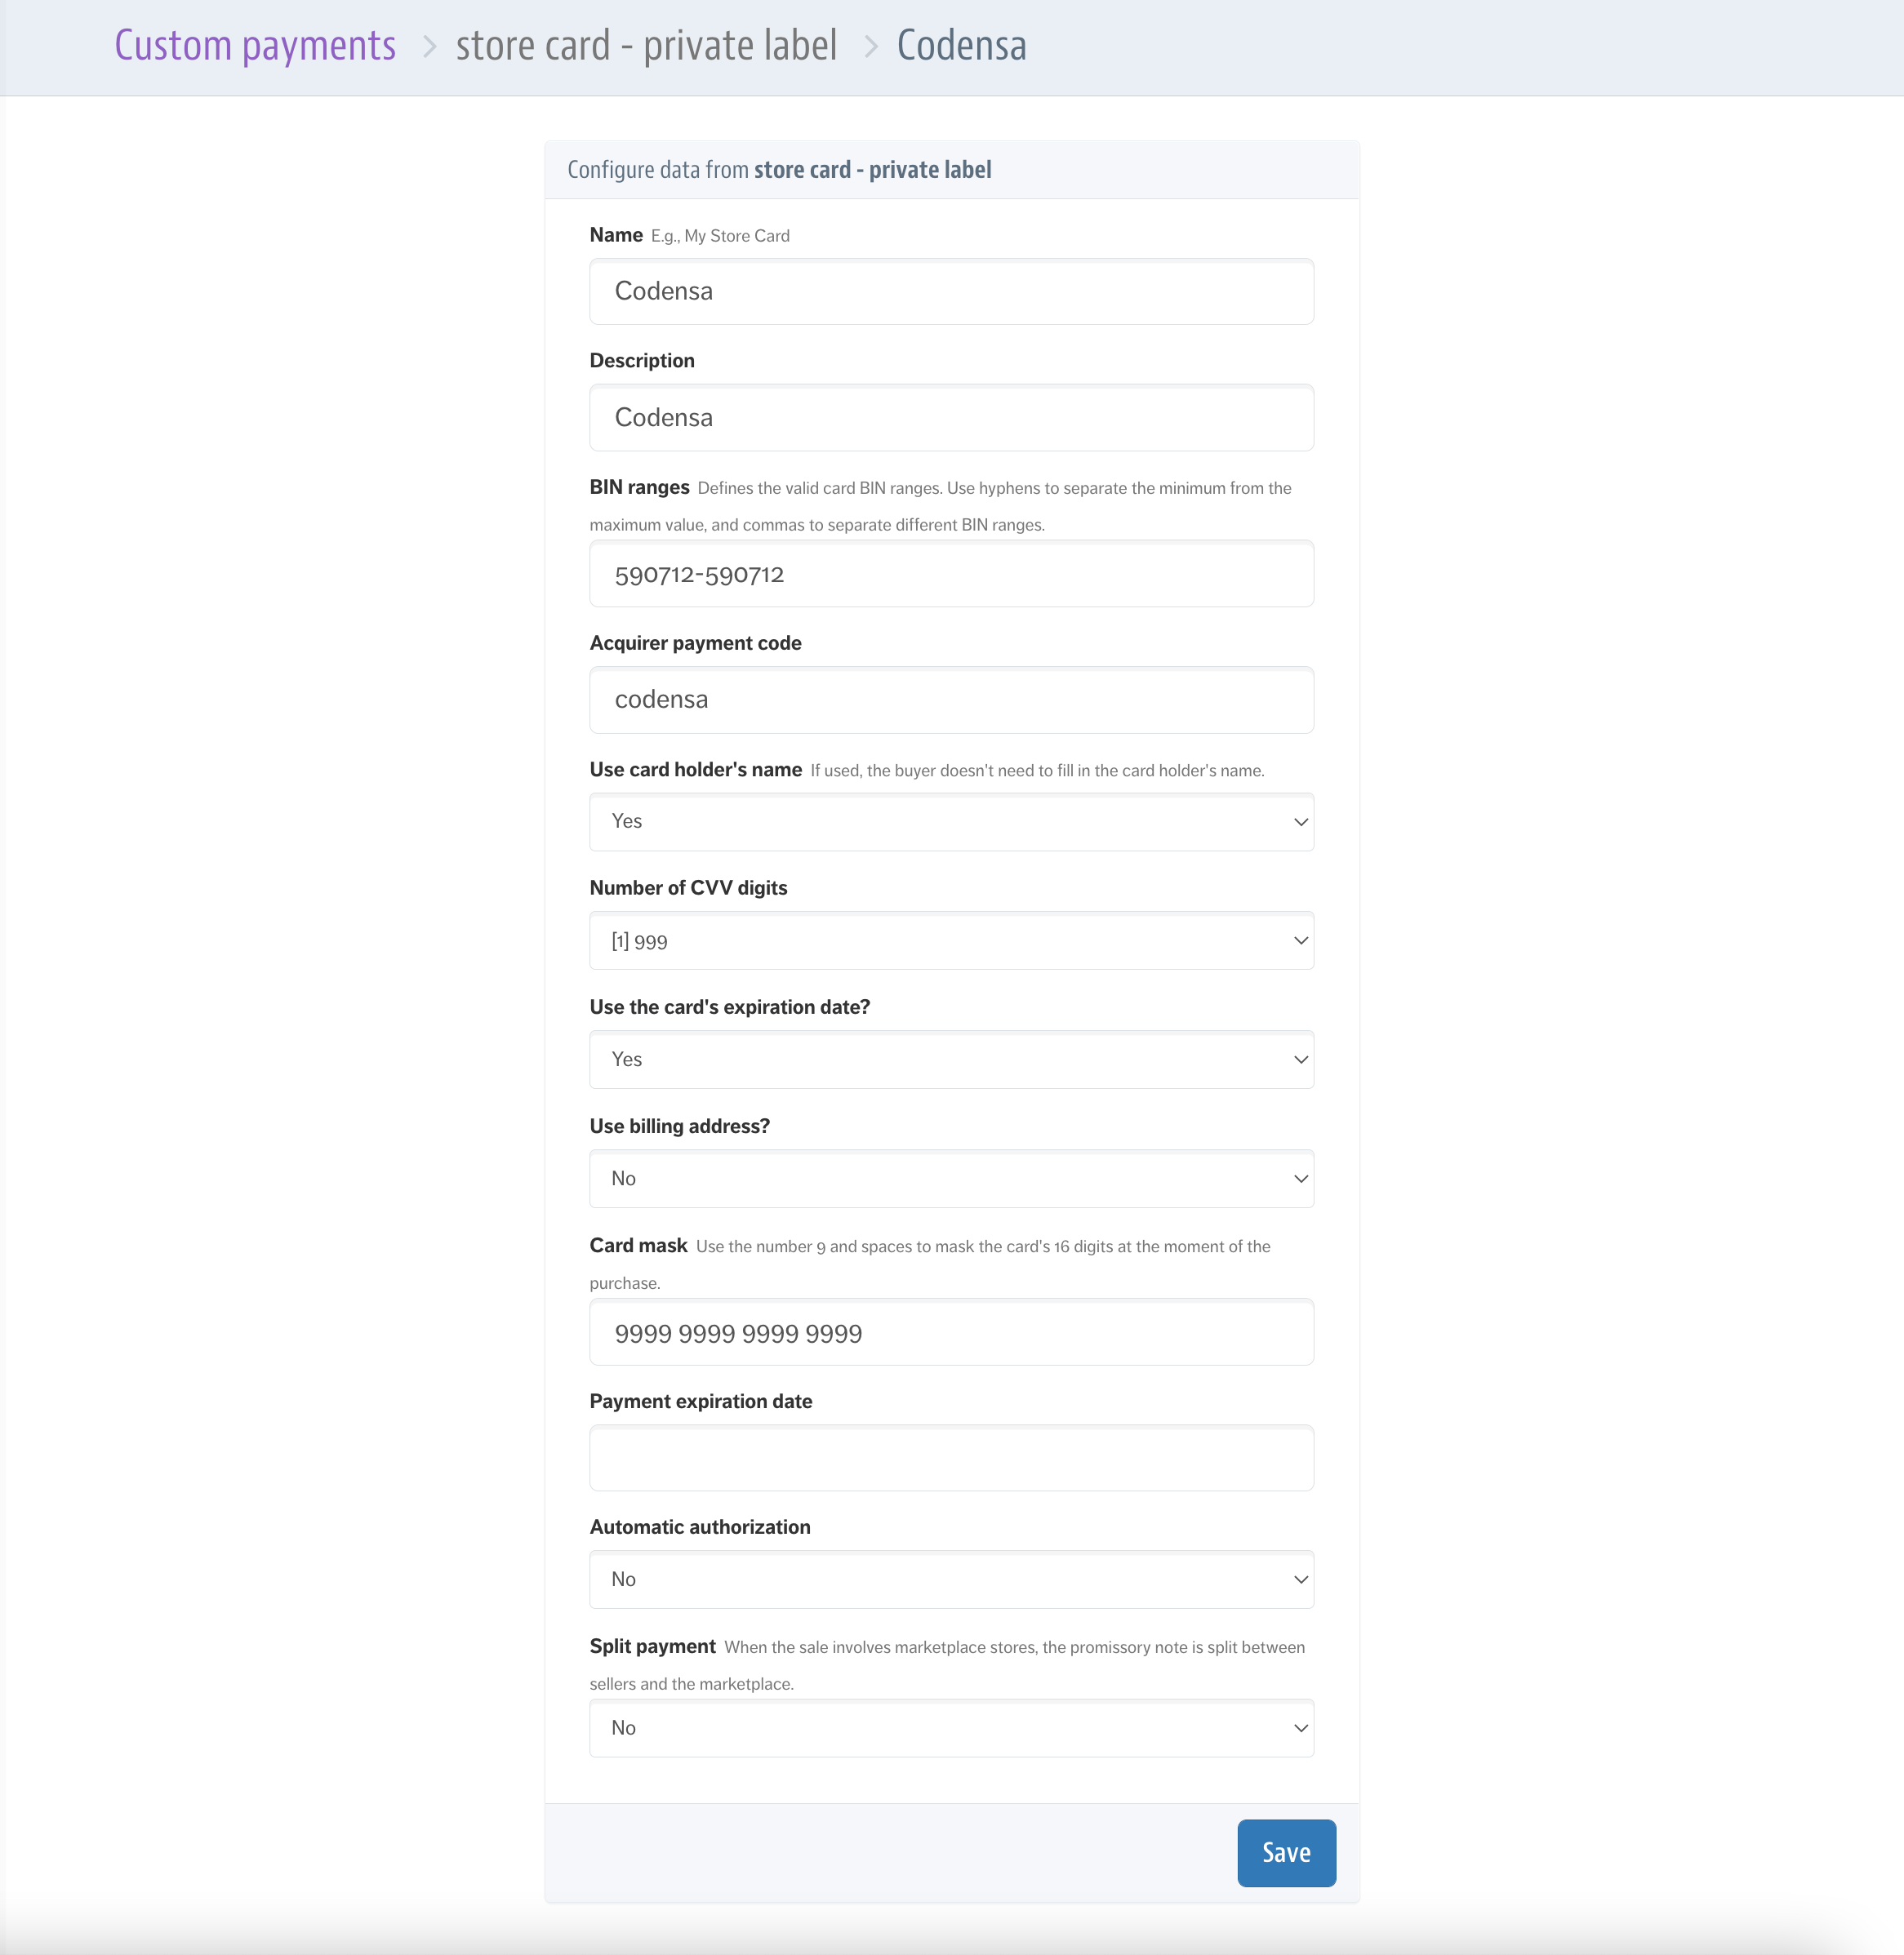 Custom payments > store card - private label > Codensa
Configure data from store card - private label
Name E.g., My Store Card
Codensa
Description
Codensa
BIN ranges Defines the valid card BIN ranges. Use hyphens to separate the minimum from the
maximum value, and commas to separate different BIN ranges.
590712-590712
Acquirer payment code
codensa
Use card holder's name If used, the buyer doesn't need to fill in the card holder's name.
Yes
Number of CVV digits
[1] 999
Use the card's expiration date?
Yes
Use billing address?
No
Card mask Use the number 9 and spaces to mask the card's 16 digits at the moment of the
purchase.
9999 9999 9999 9999
Payment expiration date
Automatic authorization
No
Split payment When the sale involves marketplace stores, the promissory note is split between
sellers and the marketplace.
No
Save